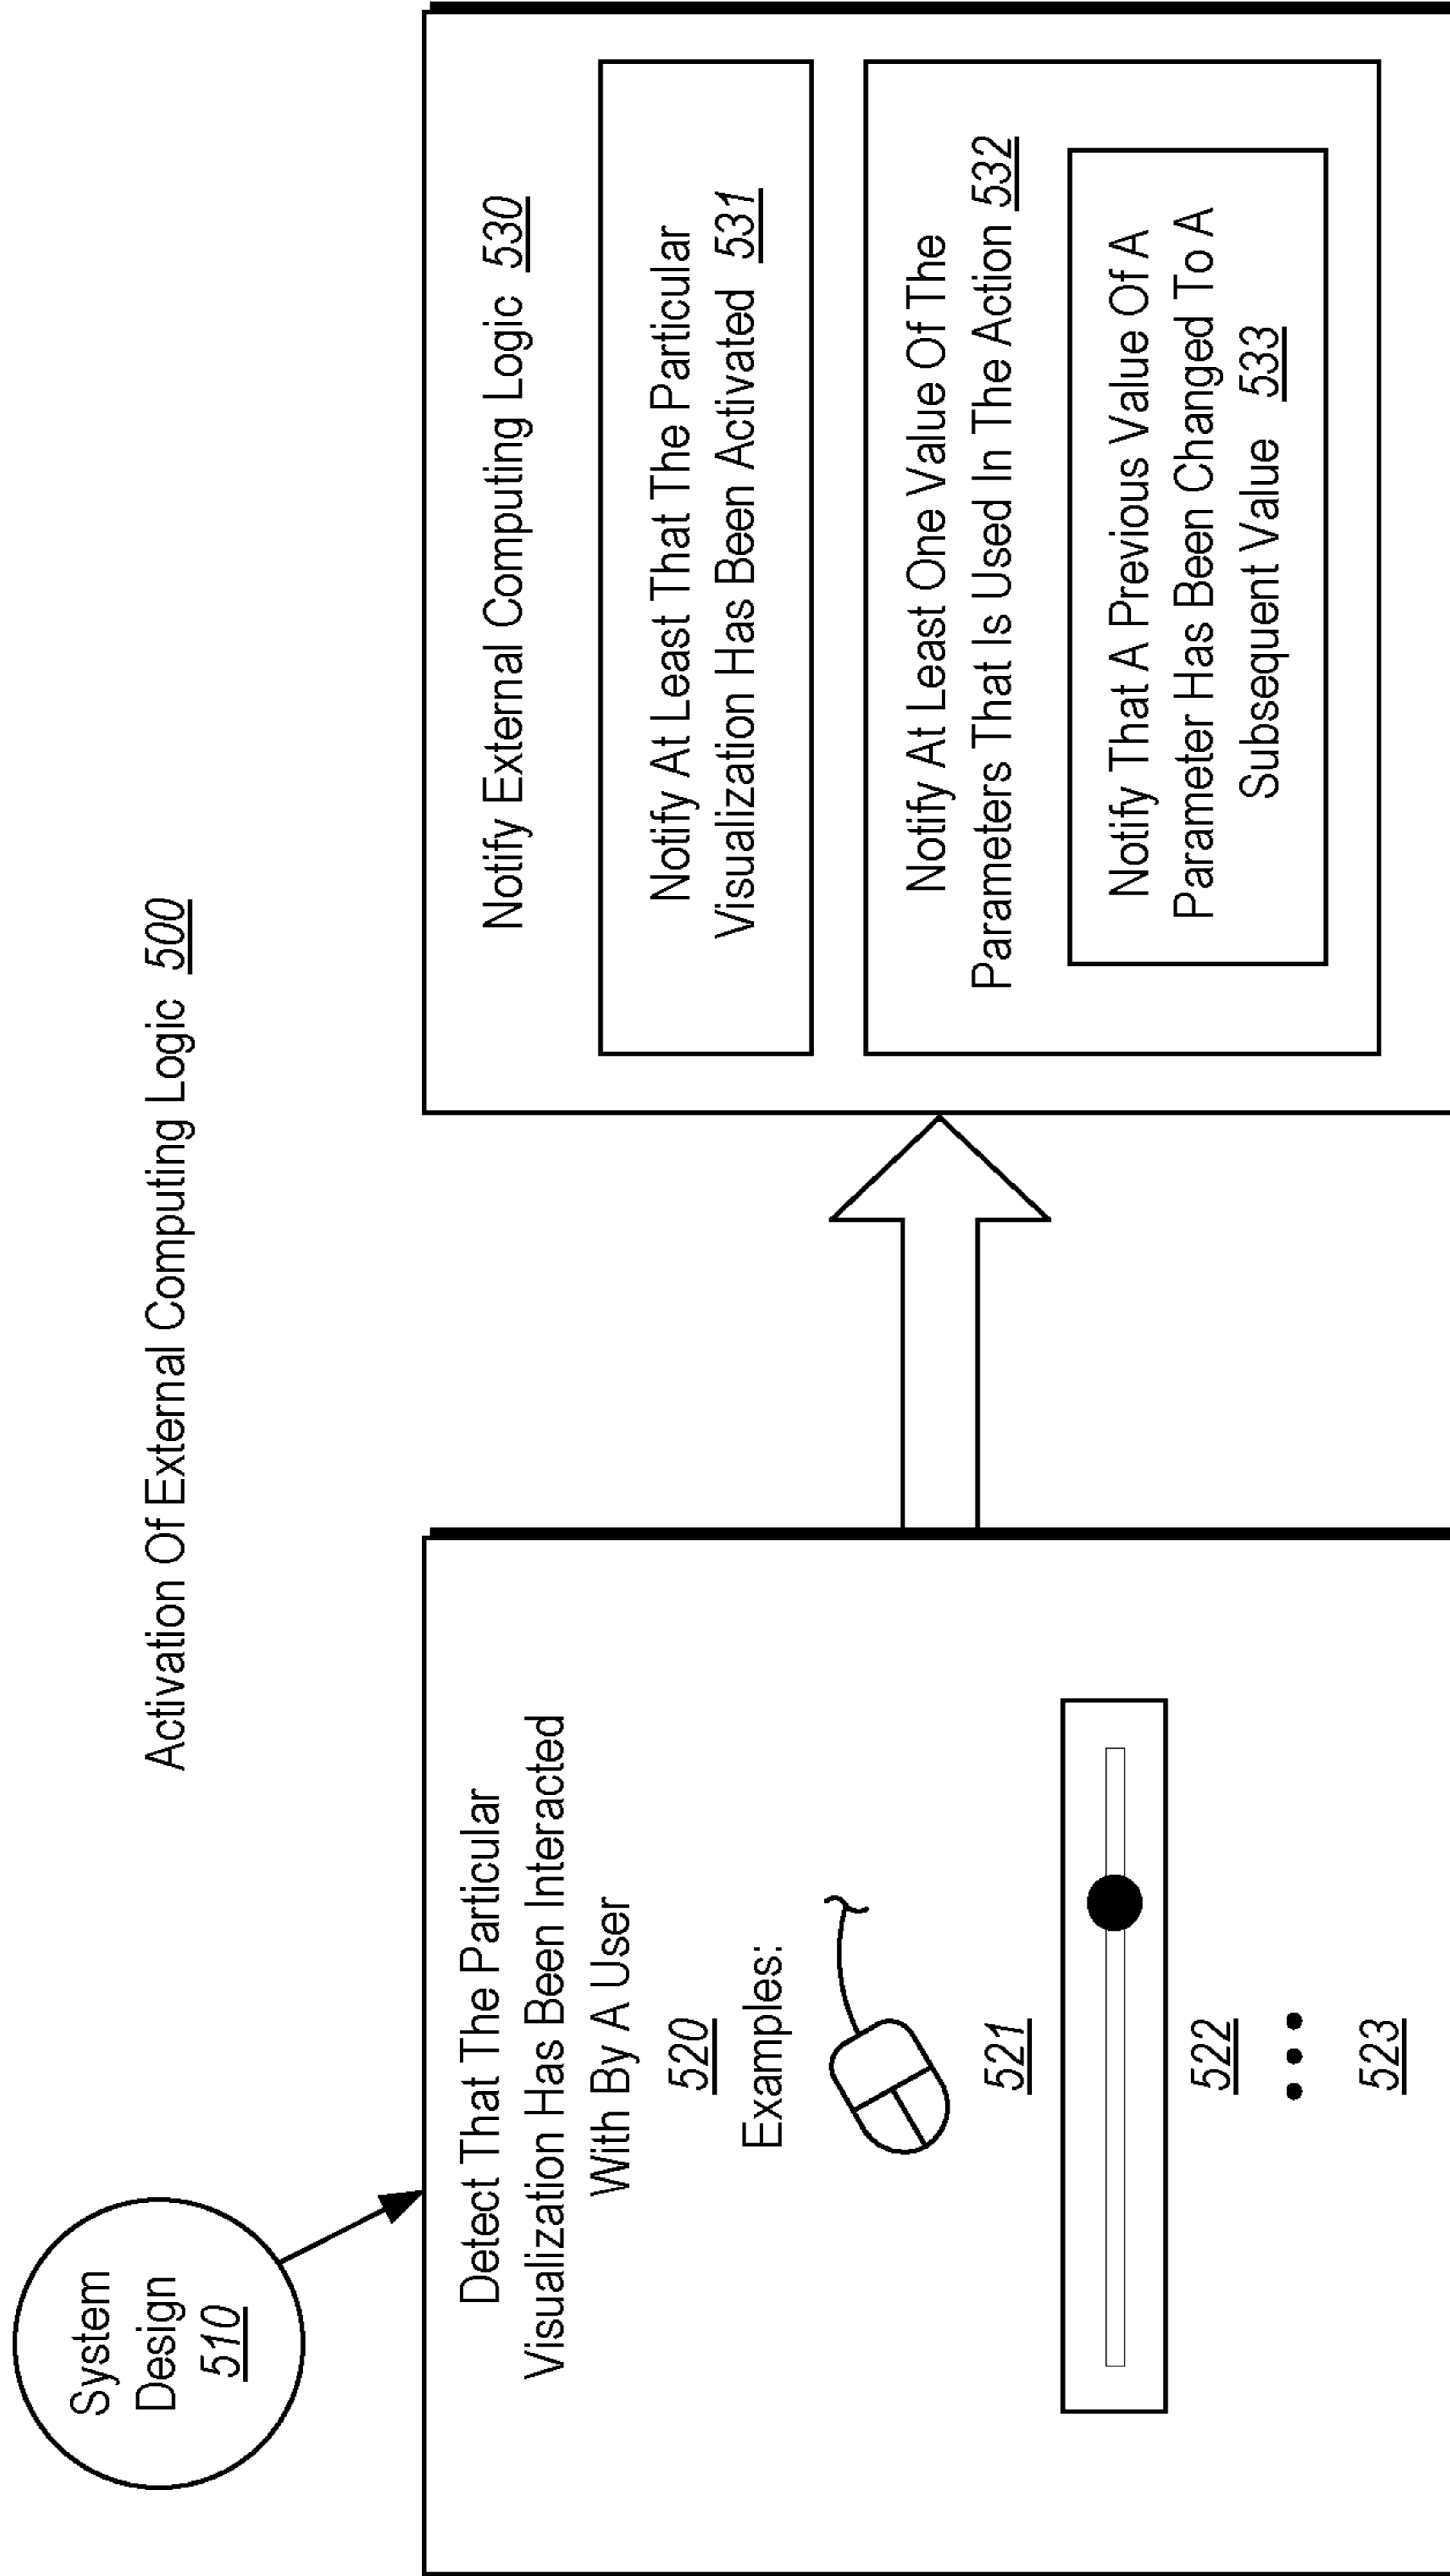 Activation Of External Computing Logic 500
System
Design
510
Detect That The Particular
Visualization Has Been Interacted
With By A User
520
Examples:
521
522
523
Notify External Computing Logic 530
Notify At Least That The Particular
Visualization Has Been Activated 531
Notify At Least One Value Of The
Parameters That Is Used In The Action 532
Notify That A Previous Value Of A
Parameter Has Been Changed To A
Subsequent Value 533